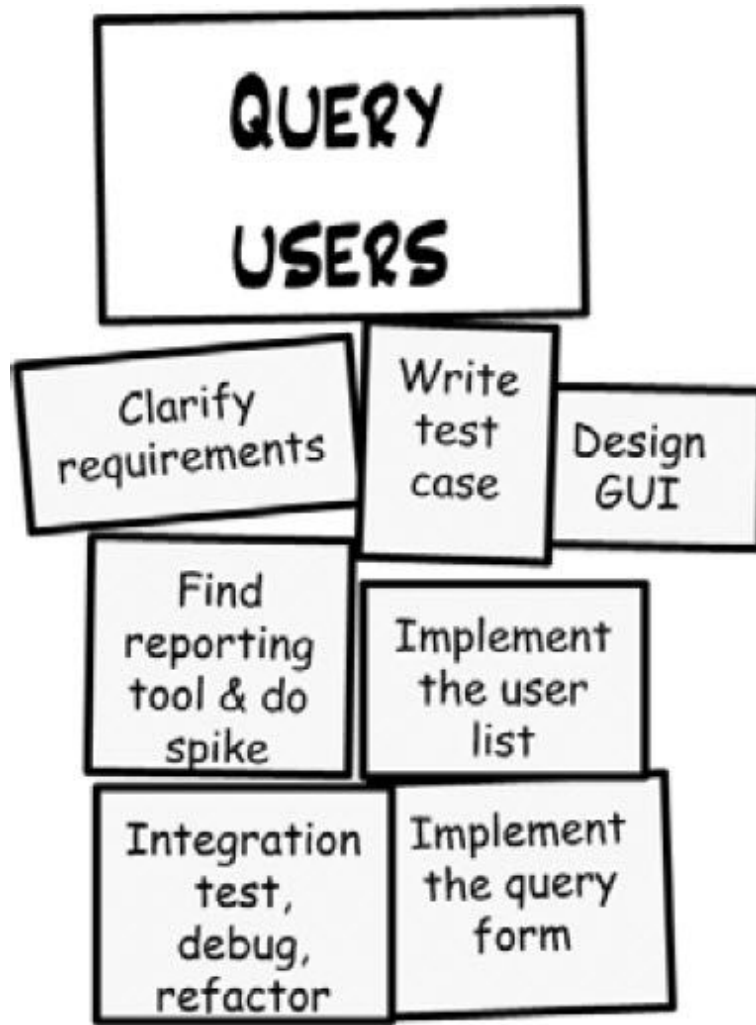 QUERY
USERS
Clarify
requirements
Write
test
case
Design
GUI
Find
reporting
tool & do
spike
Implement
the user
list
Integration
test,
debug,
refactor
Implement
the query
form